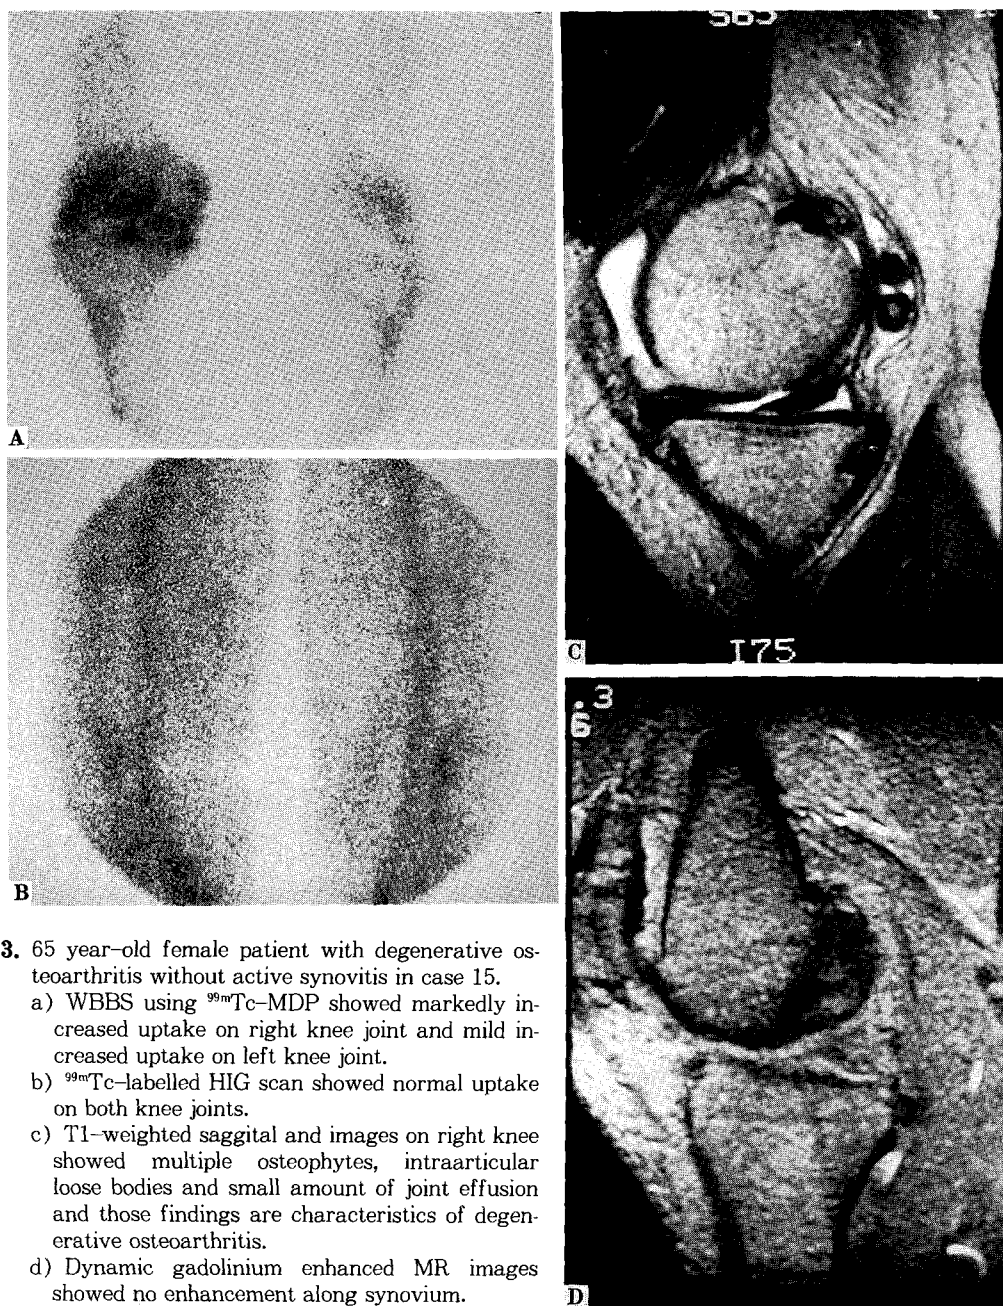 S65
A
C
I75
B
.3
6
D
3. 65 year-old female patient with degenerative os-
teoarthritis without active synovitis in case 15.
a) WBBS using ⁹⁹ᵐTc-MDP showed markedly in-
creased uptake on right knee joint and mild in-
creased uptake on left knee joint.
b) ⁹⁹ᵐTc-labelled HIG scan showed normal uptake
on both knee joints.
c) T1-weighted saggital and images on right knee
showed multiple osteophytes, intraarticular
loose bodies and small amount of joint effusion
and those findings are characteristics of degen-
erative osteoarthritis.
d) Dynamic gadolinium enhanced MR images
showed no enhancement along synovium.